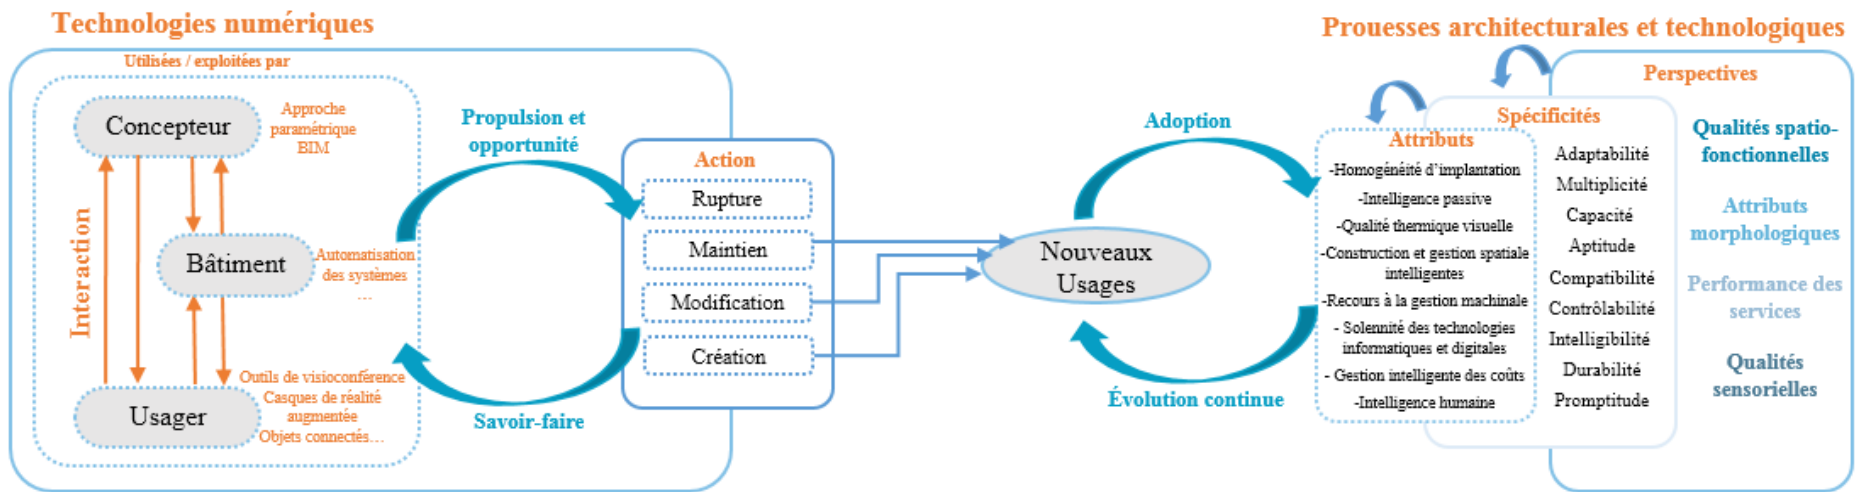 Technologies numériques
Utilisées / exploitées par
Concepteur
Approche
paramétrique
BIM
Interaction
Bâtiment
Automatisation
des systèmes
…
Usager
Outils de visioconférence
Casques de réalité
augmentée
Objets connectés…
Propulsion et
opportunité
Savoir-faire
Action
Rupture
Maintien
Modification
Création
Nouveaux
Usages
Adoption
Évolution continue
Prouesses architecturales et technologiques
Attributs
-Homogénéité d’implantation
-Intelligence passive
-Qualité thermique visuelle
-Construction et gestion spatiale
intelligentes
-Recours à la gestion machinale
- Solennité des technologies
informatiques et digitales
- Gestion intelligente des coûts
-Intelligence humaine
Spécificités
Adaptabilité
Multiplicité
Capacité
Aptitude
Compatibilité
Contrôlabilité
Intelligibilité
Durabilité
Promptitude
Perspectives
Qualités spatio-
fonctionnelles
Attributs
morphologiques
Performance des
services
Qualités
sensorielles